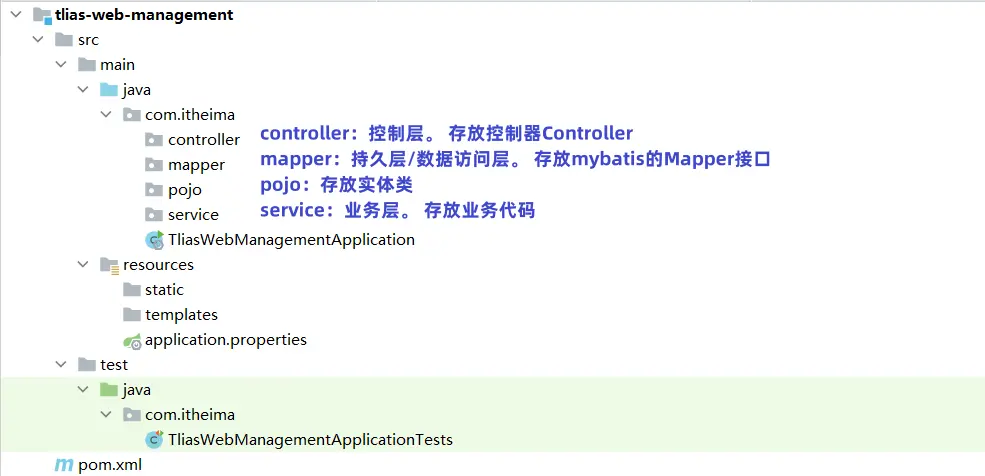 tlias-web-management
src
main
java
com.itheima
controller controller：控制层。 存放控制器Controller
mapper mapper：持久层/数据访问层。 存放mybatis的Mapper接口
pojo pojo：存放实体类
service service：业务层。 存放业务代码
TliasWebManagementApplication
resources
static
templates
application.properties
test
java
com.itheima
TliasWebManagementApplicationTests
pom.xml